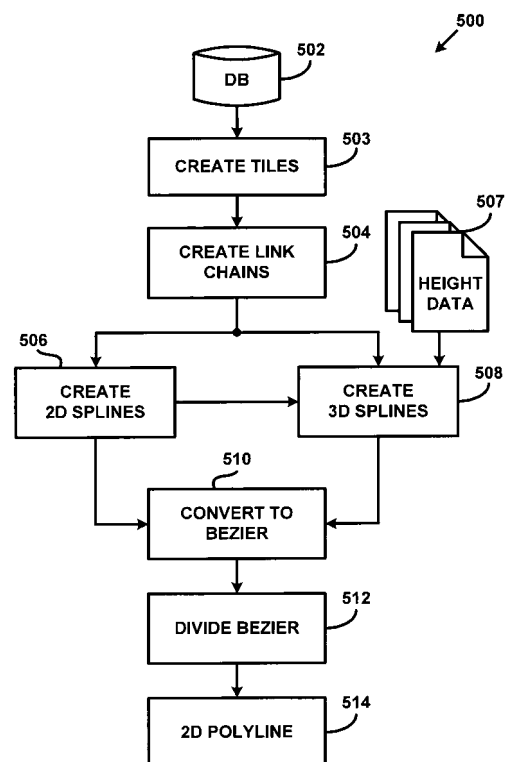 500
502
DB
503
CREATE TILES
504
CREATE LINK
CHAINS
507
HEIGHT
DATA
506
CREATE
2D SPLINES
CREATE
3D SPLINES
508
510
CONVERT TO
BEZIER
512
DIVIDE BEZIER
514
2D POLYLINE